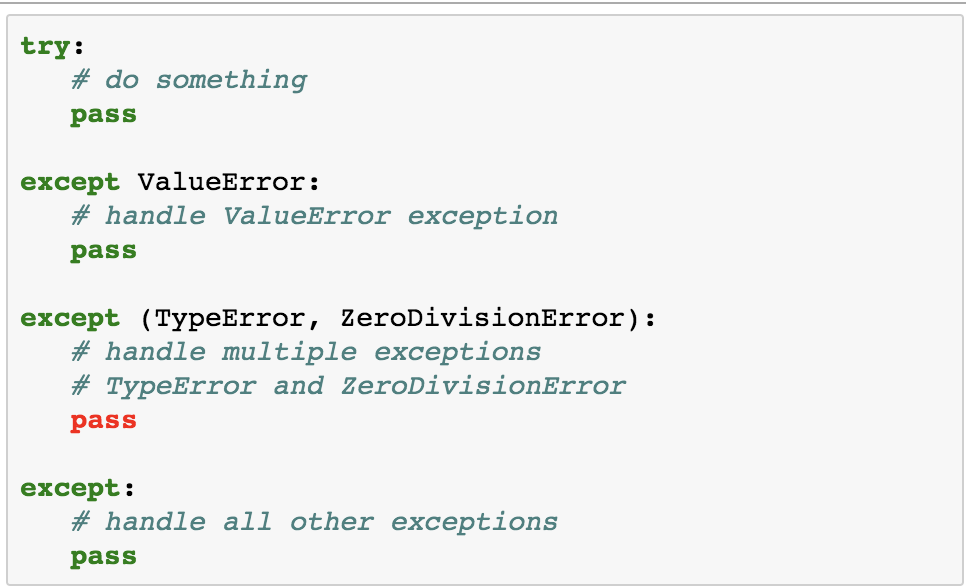 try:
   # do something
   pass

except ValueError:
   # handle ValueError exception
   pass

except (TypeError, ZeroDivisionError):
   # handle multiple exceptions
   # TypeError and ZeroDivisionError
   pass

except:
   # handle all other exceptions
   pass